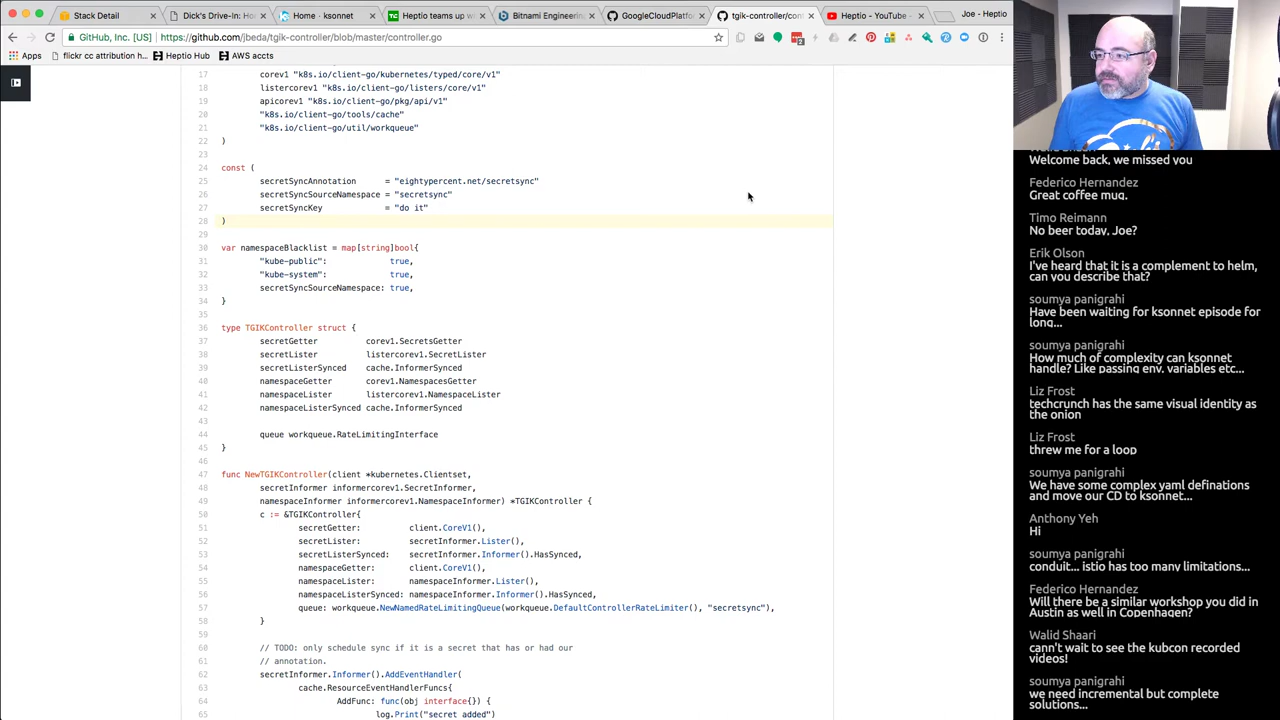 Stack Detail
Dick's Drive-In: Ho
Home · ksonnet
Heptio teams up w
Bitnami Engineering
GoogleCloudPlatfo
tgik-controller/con
Heptio - YouTube
Joe - Heptio
GitHub, Inc. [US]
https://github.com/jbeda/tgik-controller/blob/master/controller.go
Apps
flickr cc attribution h...
Heptio Hub
AWS accts
17 corev1 "k8s.io/client-go/kubernetes/typed/core/v1"
18 listercorev1 "k8s.io/client-go/listers/core/v1"
19 apicorev1 "k8s.io/client-go/pkg/api/v1"
20 "k8s.io/client-go/tools/cache"
21 "k8s.io/client-go/util/workqueue"
22 )
23
24 const (
25 secretSyncAnnotation = "eightypercent.net/secretsync"
26 secretSyncSourceNamespace = "secretsync"
27 secretSyncKey = "do it"
28 )
29
30 var namespaceBlacklist = map[string]bool{
31 "kube-public": true,
32 "kube-system": true,
33 secretSyncSourceNamespace: true,
34 }
35
36 type TGIKController struct {
37 secretGetter corev1.SecretsGetter
38 secretLister listercorev1.SecretLister
39 secretListerSynced cache.InformerSynced
40 namespaceGetter corev1.NamespacesGetter
41 namespaceLister listercorev1.NamespaceLister
42 namespaceListerSynced cache.InformerSynced
43
44 queue workqueue.RateLimitingInterface
45 }
46
47 func NewTGIKController(client *kubernetes.Clientset,
48 secretInformer informercorev1.SecretInformer,
49 namespaceInformer informercorev1.NamespaceInformer) *TGIKController {
50 c := &TGIKController{
51 secretGetter: client.CoreV1(),
52 secretLister: secretInformer.Lister(),
53 secretListerSynced: secretInformer.Informer().HasSynced,
54 namespaceGetter: client.CoreV1(),
55 namespaceLister: namespaceInformer.Lister(),
56 namespaceListerSynced: namespaceInformer.Informer().HasSynced,
57 queue: workqueue.NewNamedRateLimitingQueue(workqueue.DefaultControllerRateLimiter(), "secretsync"),
58 }
59
60 // TODO: only schedule sync if it is a secret that has or had our
61 // annotation.
62 secretInformer.Informer().AddEventHandler(
63 cache.ResourceEventHandlerFuncs{
64 AddFunc: func(obj interface{}) {
65 log.Print("secret added")
Welcome back, we missed you
Federico Hernandez
Great coffee mug.
Timo Reimann
No beer today, Joe?
Erik Olson
I've heard that it is a complement to helm,
can you describe that?
soumya panigrahi
Have been waiting for ksonnet episode for
long...
soumya panigrahi
How much of complexity can ksonnet
handle? Like passing env. variables etc...
Liz Frost
techcrunch has the same visual identity as
the onion
Liz Frost
threw me for a loop
soumya panigrahi
We have some complex yaml definations
and move our CD to ksonnet...
Anthony Yeh
Hi
soumya panigrahi
conduit... istio has too many limitations...
Federico Hernandez
Will there be a similar workshop you did in
Austin as well in Copenhagen?
Walid Shaari
cann't wait to see the kubcon recorded
videos!
soumya panigrahi
we need incremental but complete
solutions...